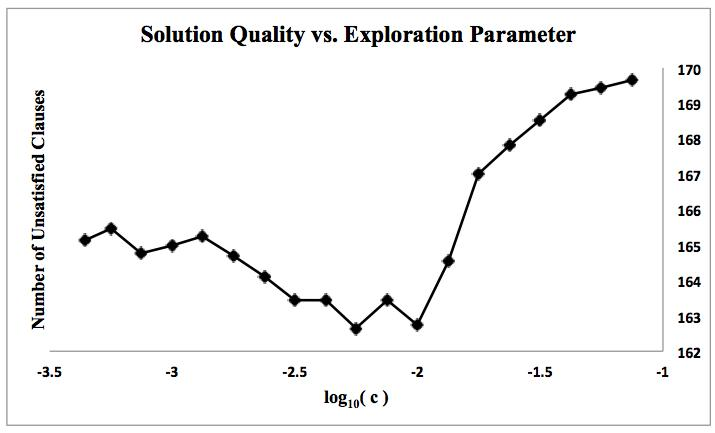 Solution Quality vs. Exploration Parameter
Number of Unsatisfied Clauses
170
169
168
167
166
165
164
163
162
-3.5 -3 -2.5 -2 -1.5 -1
log10( c )